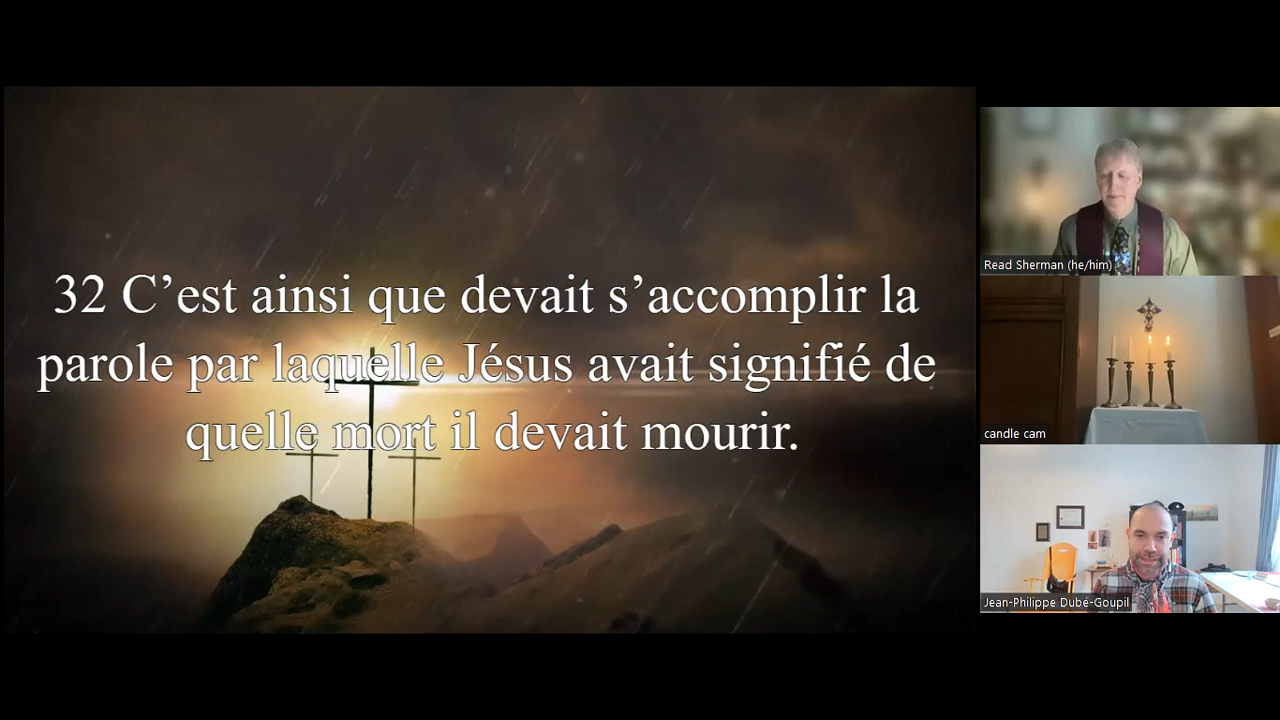 32 C’est ainsi que devait s’accomplir la
parole par laquelle Jésus avait signifié de
quelle mort il devait mourir.
Read Sherman (he/him)
candle cam
Jean-Philippe Dubé-Goupil